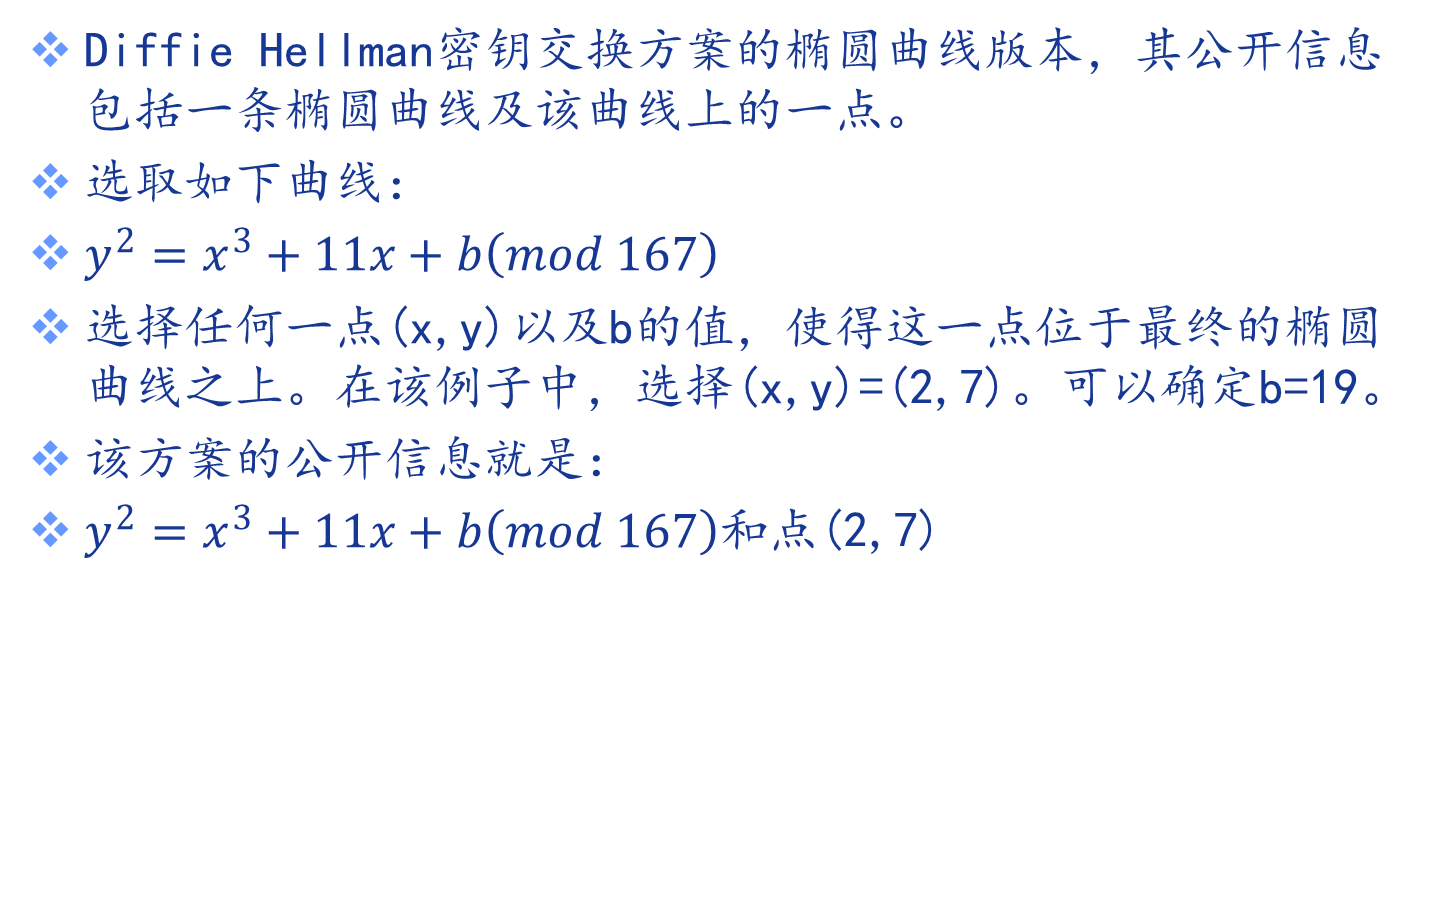 Diffie Hellman密钥交换方案的椭圆曲线版本，其公开信息
包括一条椭圆曲线及该曲线上的一点。
选取如下曲线：
y² = x³ + 11x + b(mod 167)
选择任何一点(x,y)以及b的值，使得这一点位于最终的椭圆
曲线之上。在该例子中，选择(x,y)=(2,7)。可以确定b=19。
该方案的公开信息就是：
y² = x³ + 11x + b(mod 167)和点(2,7)